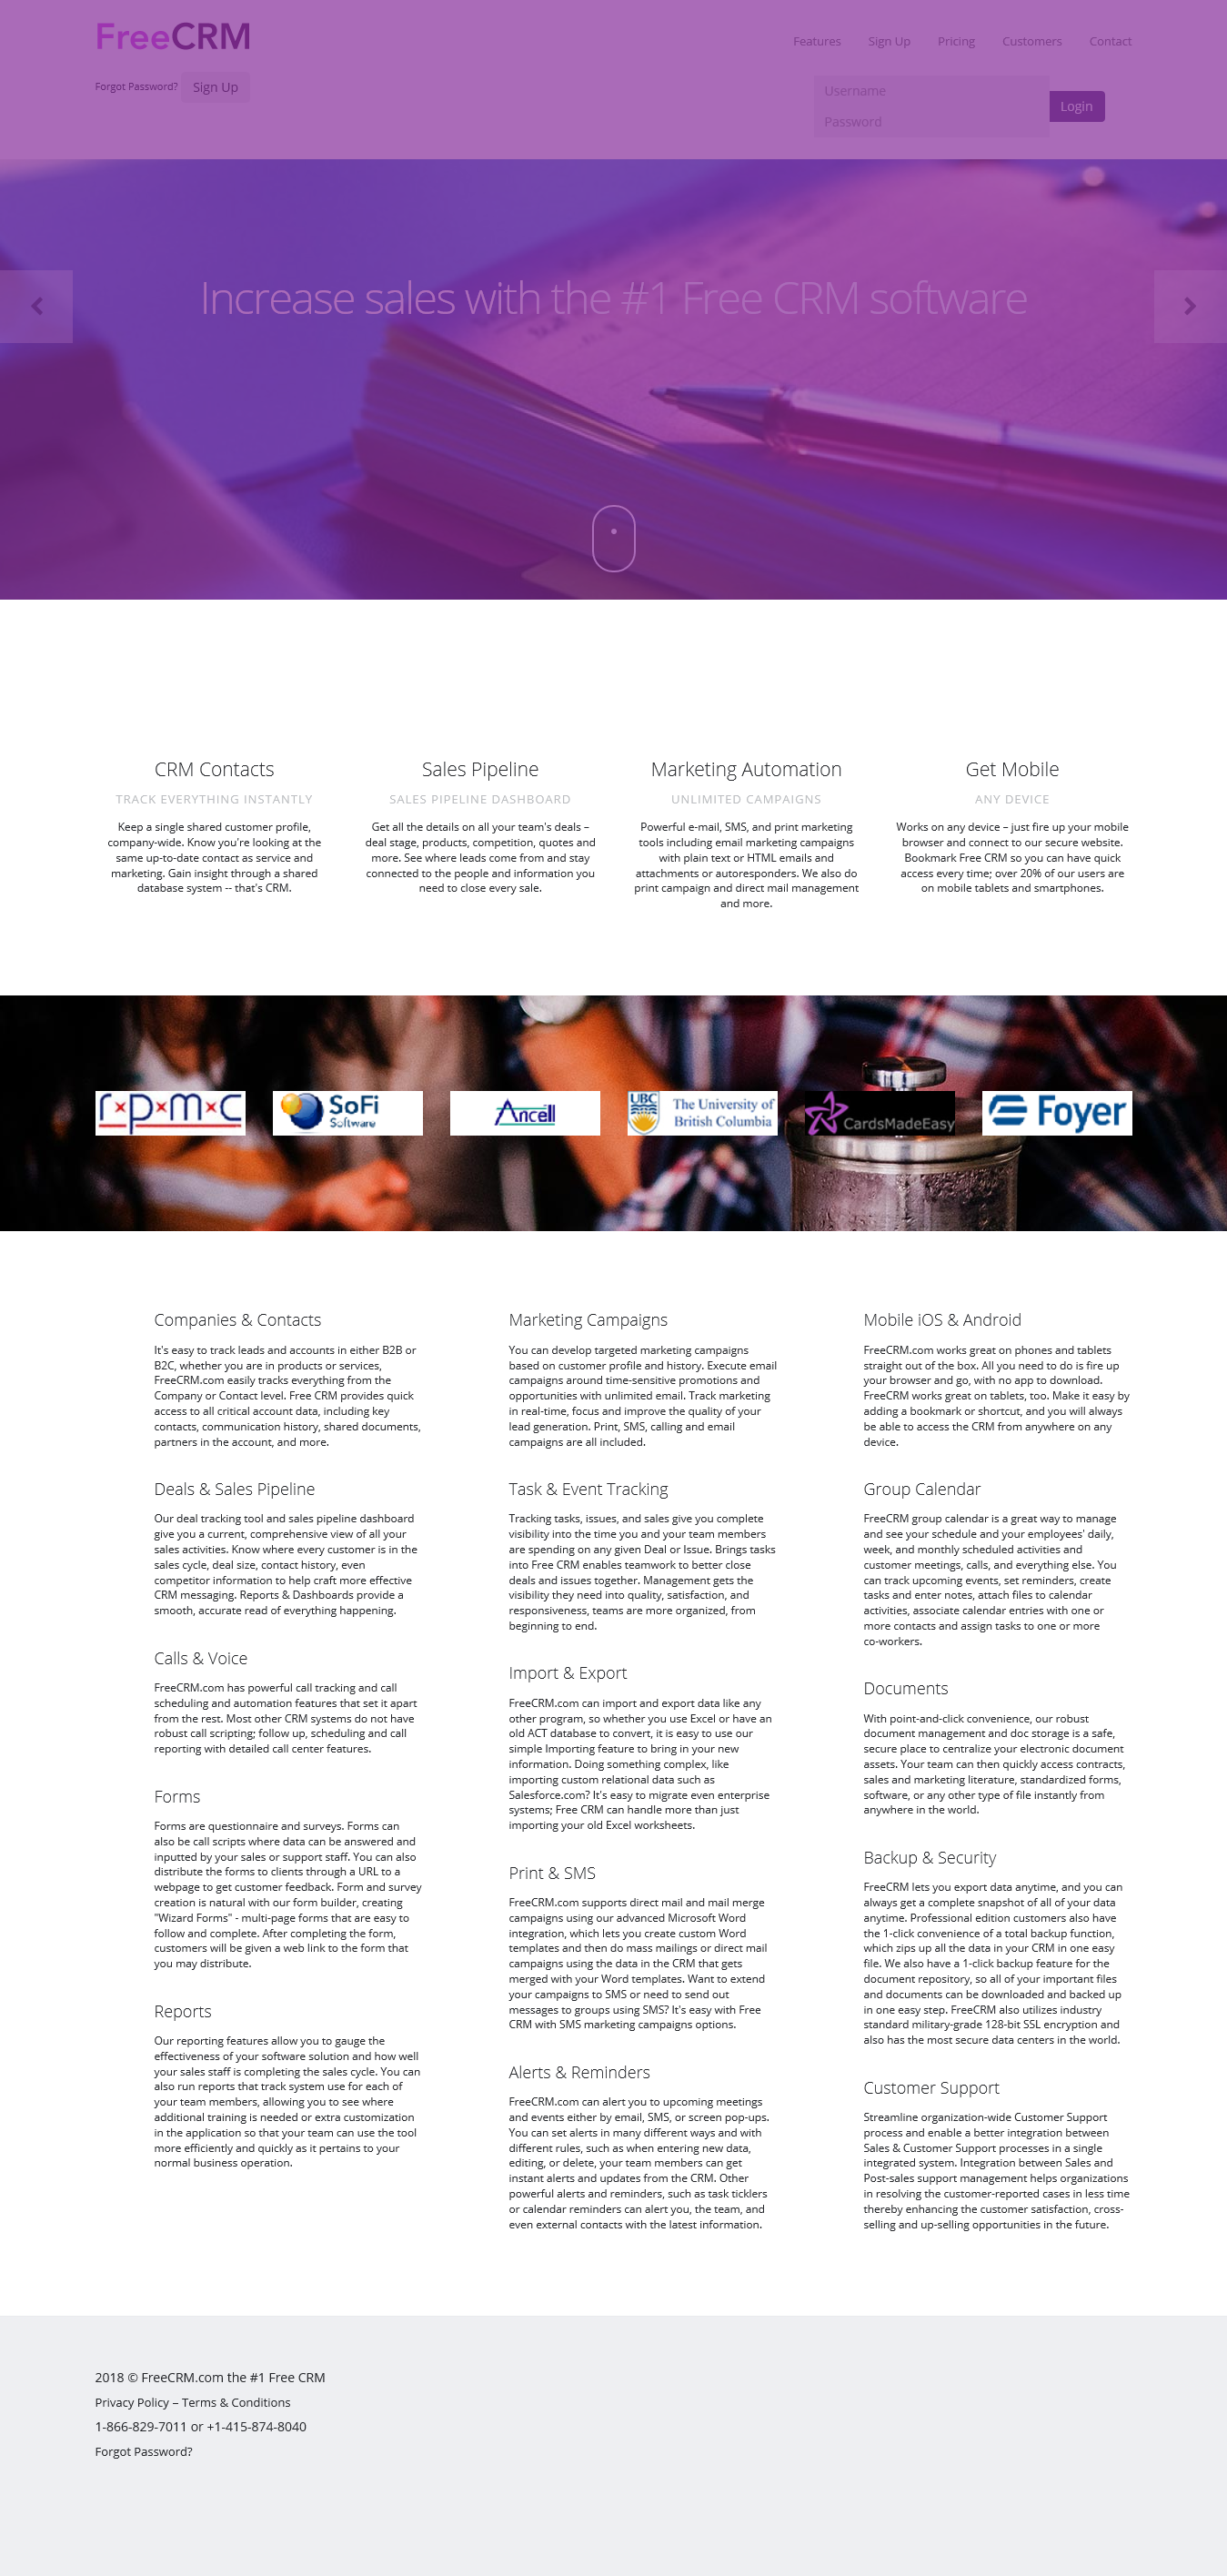 FreeCRM
Features Sign Up Pricing Customers Contact
Forgot Password? Sign Up
Username
Login
Password
Increase sales with the #1 Free CRM software
CRM Contacts
TRACK EVERYTHING INSTANTLY
Keep a single shared customer profile,
company-wide. Know you're looking at the
same up-to-date contact as service and
marketing. Gain insight through a shared
database system -- that's CRM.
Sales Pipeline
SALES PIPELINE DASHBOARD
Get all the details on all your team's deals –
deal stage, products, competition, quotes and
more. See where leads come from and stay
connected to the people and information you
need to close every sale.
Marketing Automation
UNLIMITED CAMPAIGNS
Powerful e-mail, SMS, and print marketing
tools including email marketing campaigns
with plain text or HTML emails and
attachments or autoresponders. We also do
print campaign and direct mail management
and more.
Get Mobile
ANY DEVICE
Works on any device – just fire up your mobile
browser and connect to our secure website.
Bookmark Free CRM so you can have quick
access every time; over 20% of our users are
on mobile tablets and smartphones.
r×p×m×c
SoFi
Software
Ancell
UBC
The University of
British Columbia
CardsMadeEasy
Foyer
Companies & Contacts
It's easy to track leads and accounts in either B2B or
B2C, whether you are in products or services,
FreeCRM.com easily tracks everything from the
Company or Contact level. Free CRM provides quick
access to all critical account data, including key
contacts, communication history, shared documents,
partners in the account, and more.
Deals & Sales Pipeline
Our deal tracking tool and sales pipeline dashboard
give you a current, comprehensive view of all your
sales activities. Know where every customer is in the
sales cycle, deal size, contact history, even
competitor information to help craft more effective
CRM messaging. Reports & Dashboards provide a
smooth, accurate read of everything happening.
Calls & Voice
FreeCRM.com has powerful call tracking and call
scheduling and automation features that set it apart
from the rest. Most other CRM systems do not have
robust call scripting; follow up, scheduling and call
reporting with detailed call center features.
Forms
Forms are questionnaire and surveys. Forms can
also be call scripts where data can be answered and
inputted by your sales or support staff. You can also
distribute the forms to clients through a URL to a
webpage to get customer feedback. Form and survey
creation is natural with our form builder, creating
"Wizard Forms" - multi-page forms that are easy to
follow and complete. After completing the form,
customers will be given a web link to the form that
you may distribute.
Reports
Our reporting features allow you to gauge the
effectiveness of your software solution and how well
your sales staff is completing the sales cycle. You can
also run reports that track system use for each of
your team members, allowing you to see where
additional training is needed or extra customization
in the application so that your team can use the tool
more efficiently and quickly as it pertains to your
normal business operation.
Marketing Campaigns
You can develop targeted marketing campaigns
based on customer profile and history. Execute email
campaigns around time-sensitive promotions and
opportunities with unlimited email. Track marketing
in real-time, focus and improve the quality of your
lead generation. Print, SMS, calling and email
campaigns are all included.
Task & Event Tracking
Tracking tasks, issues, and sales give you complete
visibility into the time you and your team members
are spending on any given Deal or Issue. Brings tasks
into Free CRM enables teamwork to better close
deals and issues together. Management gets the
visibility they need into quality, satisfaction, and
responsiveness, teams are more organized, from
beginning to end.
Import & Export
FreeCRM.com can import and export data like any
other program, so whether you use Excel or have an
old ACT database to convert, it is easy to use our
simple Importing feature to bring in your new
information. Doing something complex, like
importing custom relational data such as
Salesforce.com? It's easy to migrate even enterprise
systems; Free CRM can handle more than just
importing your old Excel worksheets.
Print & SMS
FreeCRM.com supports direct mail and mail merge
campaigns using our advanced Microsoft Word
integration, which lets you create custom Word
templates and then do mass mailings or direct mail
campaigns using the data in the CRM that gets
merged with your Word templates. Want to extend
your campaigns to SMS or need to send out
messages to groups using SMS? It's easy with Free
CRM with SMS marketing campaigns options.
Alerts & Reminders
FreeCRM.com can alert you to upcoming meetings
and events either by email, SMS, or screen pop-ups.
You can set alerts in many different ways and with
different rules, such as when entering new data,
editing, or delete, your team members can get
instant alerts and updates from the CRM. Other
powerful alerts and reminders, such as task ticklers
or calendar reminders can alert you, the team, and
even external contacts with the latest information.
Mobile iOS & Android
FreeCRM.com works great on phones and tablets
straight out of the box. All you need to do is fire up
your browser and go, with no app to download.
FreeCRM works great on tablets, too. Make it easy by
adding a bookmark or shortcut, and you will always
be able to access the CRM from anywhere on any
device.
Group Calendar
FreeCRM group calendar is a great way to manage
and see your schedule and your employees' daily,
week, and monthly scheduled activities and
customer meetings, calls, and everything else. You
can track upcoming events, set reminders, create
tasks and enter notes, attach files to calendar
activities, associate calendar entries with one or
more contacts and assign tasks to one or more
co-workers.
Documents
With point-and-click convenience, our robust
document management and doc storage is a safe,
secure place to centralize your electronic document
assets. Your team can then quickly access contracts,
sales and marketing literature, standardized forms,
software, or any other type of file instantly from
anywhere in the world.
Backup & Security
FreeCRM lets you export data anytime, and you can
always get a complete snapshot of all of your data
anytime. Professional edition customers also have
the 1-click convenience of a total backup function,
which zips up all the data in your CRM in one easy
file. We also have a 1-click backup feature for the
document repository, so all of your important files
and documents can be downloaded and backed up
in one easy step. FreeCRM also utilizes industry
standard military-grade 128-bit SSL encryption and
also has the most secure data centers in the world.
Customer Support
Streamline organization-wide Customer Support
process and enable a better integration between
Sales & Customer Support processes in a single
integrated system. Integration between Sales and
Post-sales support management helps organizations
in resolving the customer-reported cases in less time
thereby enhancing the customer satisfaction, cross-
selling and up-selling opportunities in the future.
2018 © FreeCRM.com the #1 Free CRM
Privacy Policy – Terms & Conditions
1-866-829-7011 or +1-415-874-8040
Forgot Password?